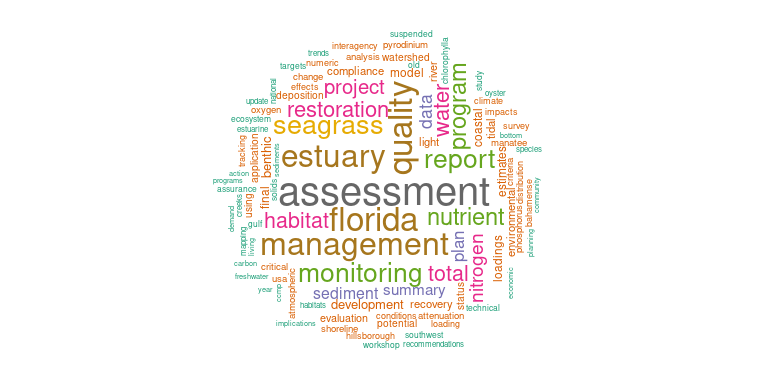 suspended
interagency
pyrodinium
trends
analysis
watershed
chlorophylla
targets
numeric
old
river
compliance
model
study
national
change
effects
project
quality
data
water
program
oyster
update
deposition
climate
oxygen
restoration
coastal
impacts
ecosystem
seagrass
tidal
survey
estuarine
bottom
tracking
application
benthic
light
manatee
sediments
estuary
report
estimates
species
action
programs
criteria
distribution
assurance
solids
assessment
final
using
creeks
demand
environmental
phosphorus
bahamense
community
gulf
habitat
florida
nutrient
mapping
living
management
plan
nitrogen
loadings
planning
carbon
critical
freshwater
usa
monitoring
total
economic
year
ccmp
atmospheric
sediment
summary
status
habitats
development
recovery
technical
implications
evaluation
conditions
attenuation
shoreline
potential
loading
hillsborough
southwest
workshop
recommendations